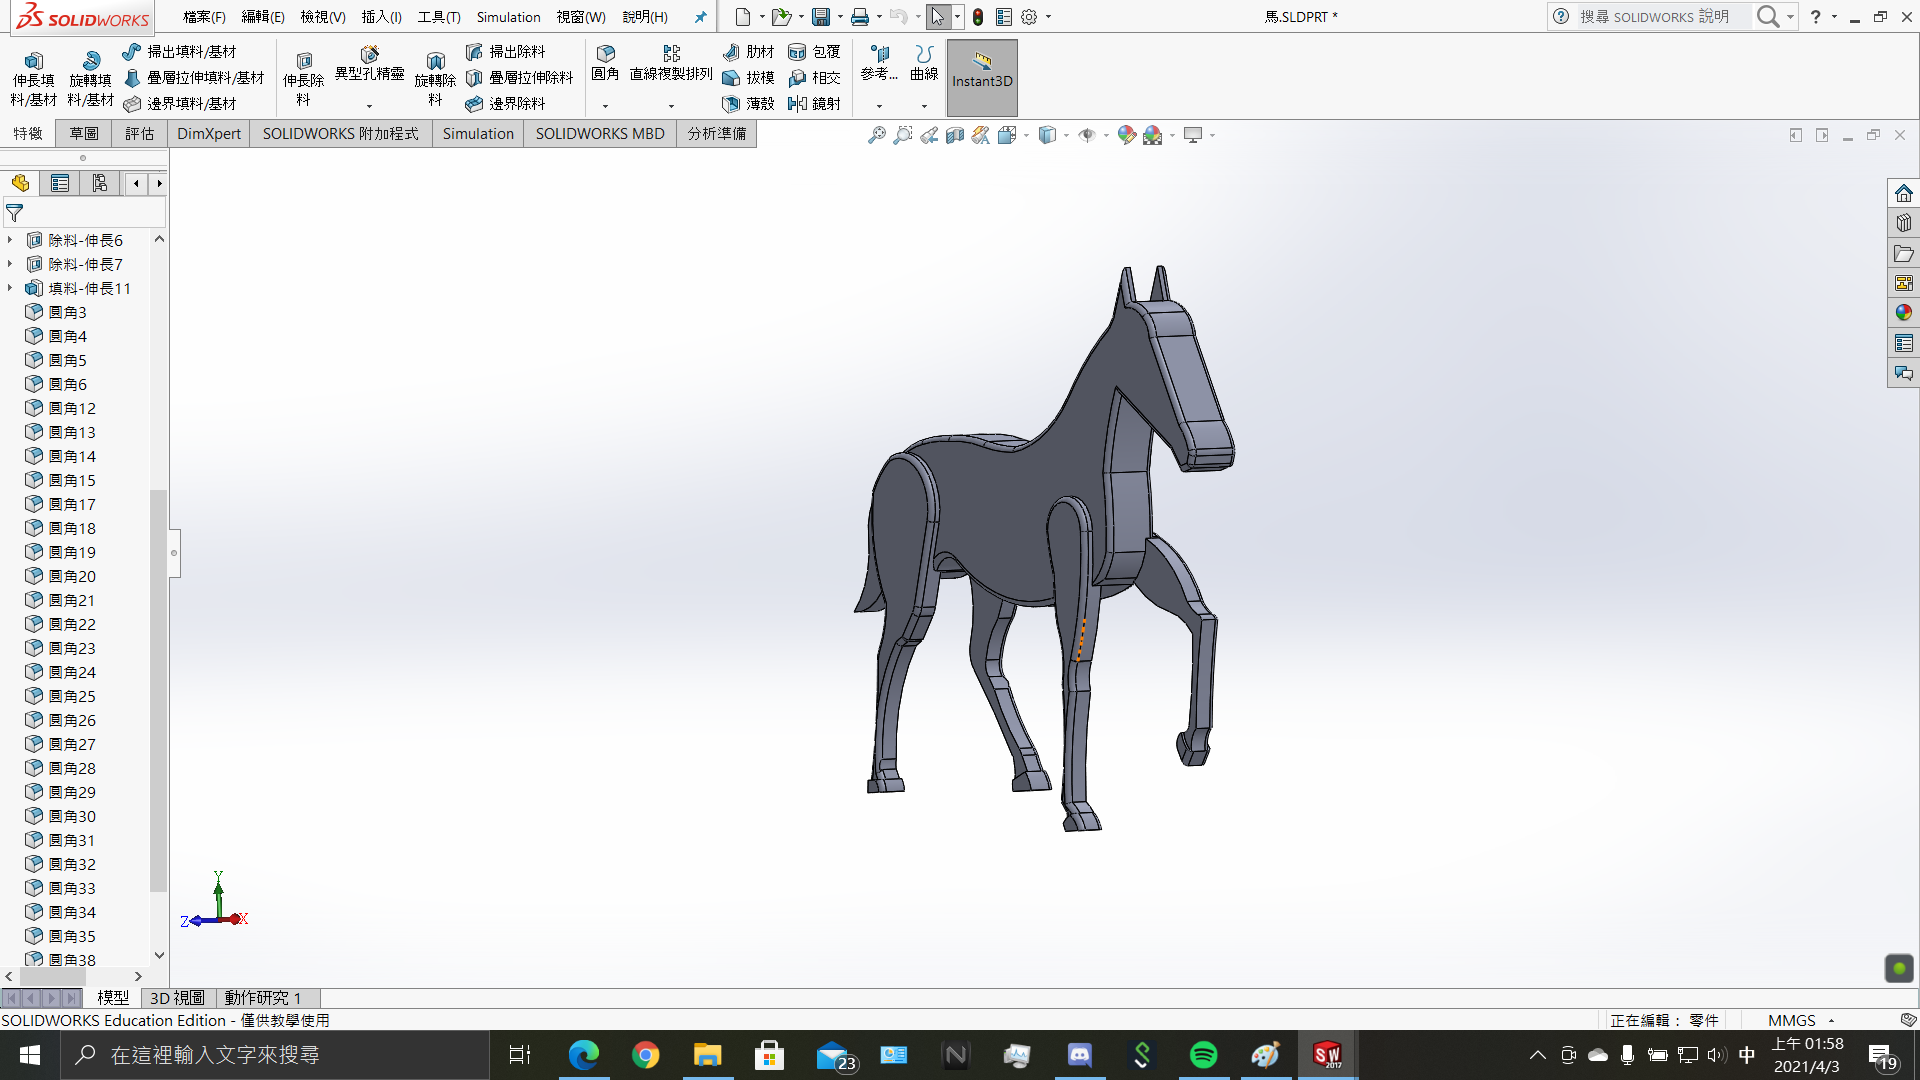 SOLIDWORKS 檔案(F) 編輯(E) 檢視(V) 插入(I) 工具(T) Simulation 視窗(W) 說明(H) 馬.SLDPRT * 搜尋 SOLIDWORKS 說明 ?
伸長填料/基材
旋轉填料/基材
掃出填料/基材
疊層拉伸填料/基材
邊界填料/基材
伸長除料
異型孔精靈
旋轉除料
掃出除料
疊層拉伸除料
邊界除料
圓角
直線複製排列
肋材
拔模
薄殼
包覆
相交
鏡射
參考...
曲線
Instant3D
特徵 草圖 評估 DimXpert SOLIDWORKS 附加程式 Simulation SOLIDWORKS MBD 分析準備
除料-伸長6
除料-伸長7
填料-伸長11
圓角3
圓角4
圓角5
圓角6
圓角12
圓角13
圓角14
圓角15
圓角17
圓角18
圓角19
圓角20
圓角21
圓角22
圓角23
圓角24
圓角25
圓角26
圓角27
圓角28
圓角29
圓角30
圓角31
圓角32
圓角33
圓角34
圓角35
圓角38
Y
Z X
模型 3D 視圖 動作研究 1
SOLIDWORKS Education Edition - 僅供教學使用 正在編輯： 零件 MMGS
在這裡輸入文字來搜尋 23 SW 2017 中 上午 01:58
2021/4/3 19